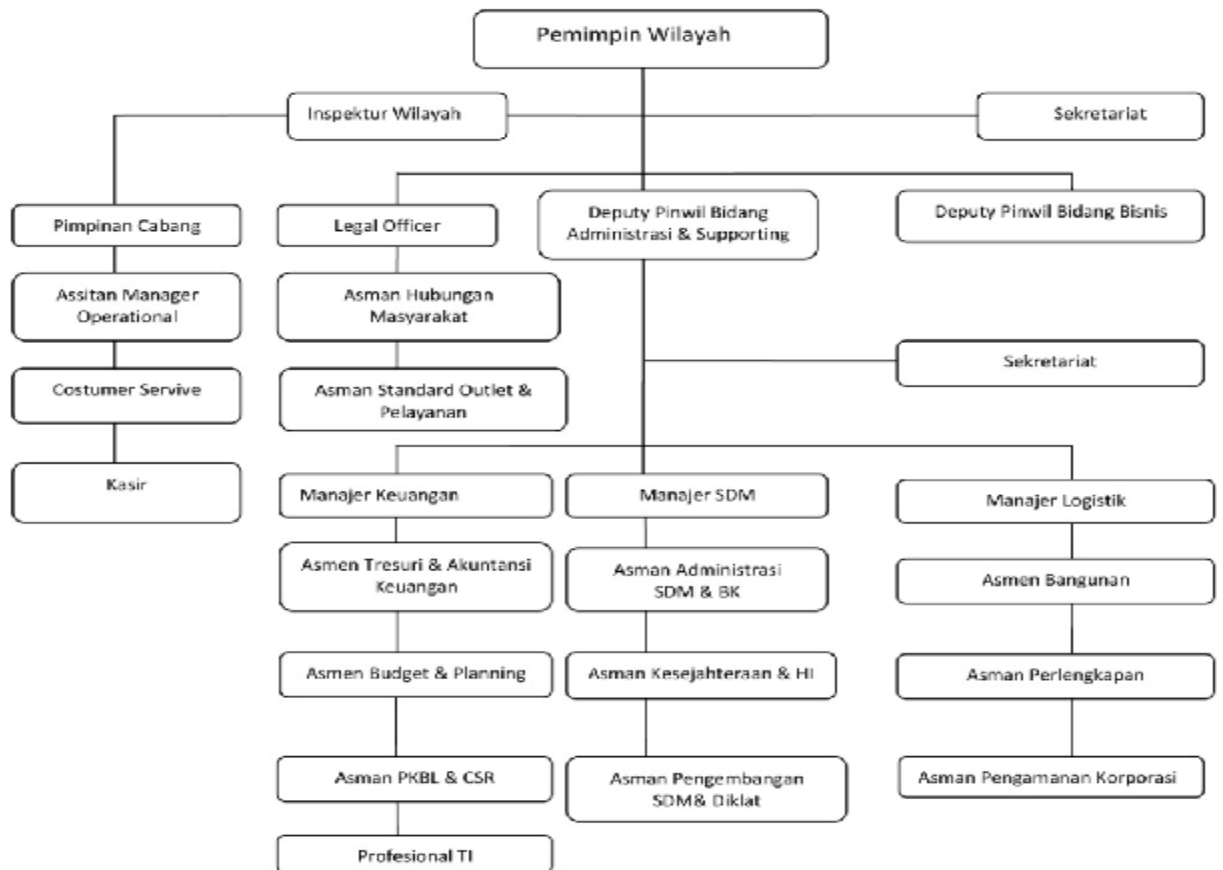 Pemimpin Wilayah
Inspektur Wilayah
Sekretariat
Pimpinan Cabang
Legal Officer
Deputy Pinwil Bidang
Administrasi & Supporting
Deputy Pinwil Bidang Bisnis
Assitan Manager
Operational
Asman Hubungan
Masyarakat
Sekretariat
Costumer Servive
Asman Standard Outlet &
Pelayanan
Kasir
Manajer Keuangan
Manajer SDM
Manajer Logistik
Asmen Tresuri & Akuntansi
Keuangan
Asman Administrasi
SDM & BK
Asmen Bangunan
Asmen Budget & Planning
Asman Kesejahteraan & HI
Asman Perlengkapan
Asman PKBL & CSR
Asman Pengembangan
SDM& Diklat
Asman Pengamanan Korporasi
Profesional TI